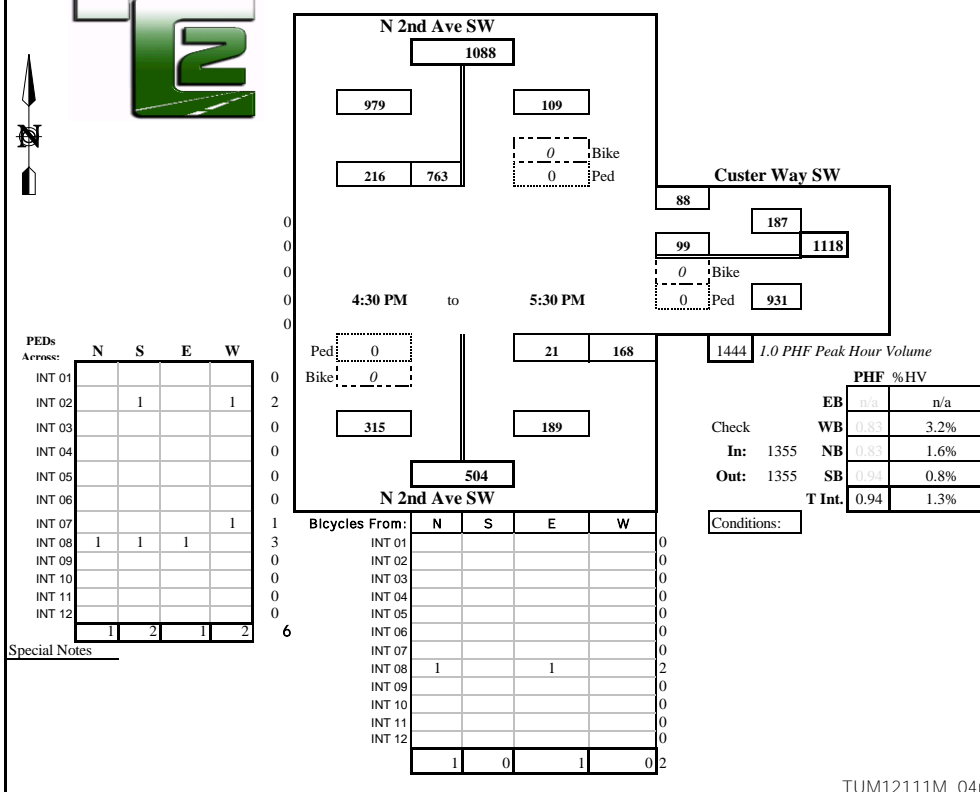 N 2nd Ave SW
1088
979 109
0 Bike
216 763 0 Ped
Custer Way SW
88
187
99 1118
0 Bike
0 Ped 931
0
0
0
0
0
4:30 PM to 5:30 PM
Ped 0
Bike 0
21 168
1444 1.0 PHF Peak Hour Volume
315 189
504
N 2nd Ave SW
PHF %HV
EB n/a n/a
Check WB 0.83 3.2%
In: 1355 NB 0.83 1.6%
Out: 1355 SB 0.94 0.8%
T Int. 0.94 1.3%
Conditions:
PEDs Across: N S E W
INT 01 0
INT 02 1 1 2
INT 03 0
INT 04 0
INT 05 0
INT 06 0
INT 07 1 1
INT 08 1 1 1 3
INT 09 0
INT 10 0
INT 11 0
INT 12 0
1 2 1 2 6
Special Notes
Bicycles From: N S E W
INT 01 0
INT 02 0
INT 03 0
INT 04 0
INT 05 0
INT 06 0
INT 07 0
INT 08 1 1 2
INT 09 0
INT 10 0
INT 11 0
INT 12 0
1 0 1 0 2
N
2